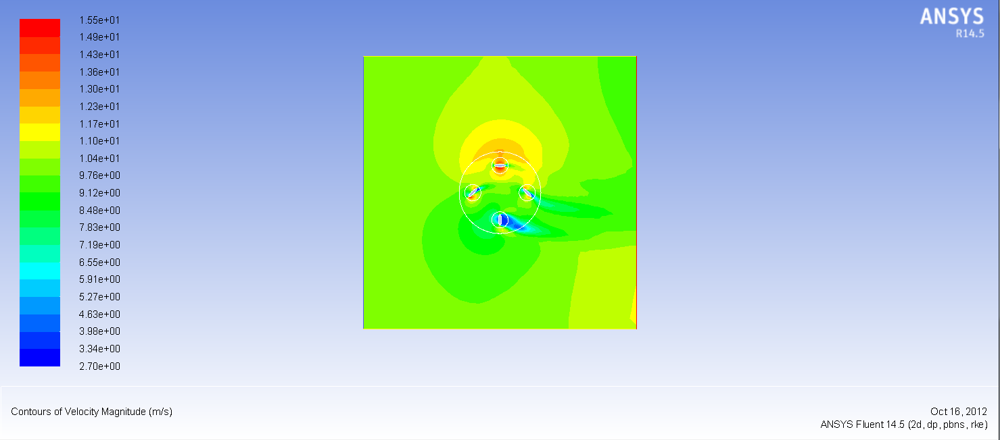 ANSYS
R14.5
1.55e+01
1.49e+01
1.43e+01
1.36e+01
1.30e+01
1.23e+01
1.17e+01
1.10e+01
1.04e+01
9.76e+00
9.12e+00
8.48e+00
7.83e+00
7.19e+00
6.55e+00
5.91e+00
5.27e+00
4.63e+00
3.98e+00
3.34e+00
2.70e+00
Contours of Velocity Magnitude (m/s)
Oct 16, 2012
ANSYS Fluent 14.5 (2d, dp, pbns, rke)